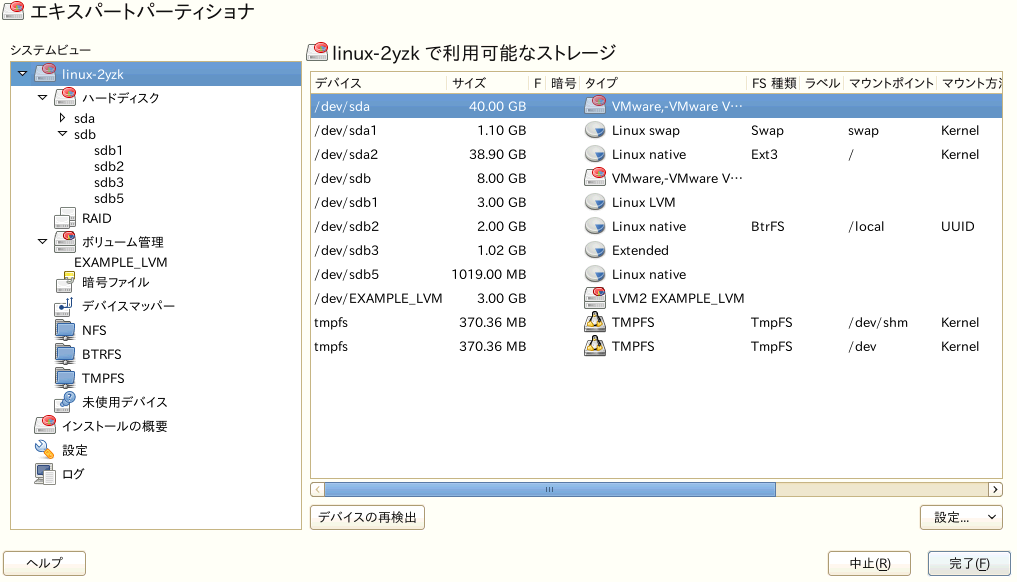 エキスパートパーティショナ
システムビュー
linux-2yzk
ハードディスク
sda
sdb
sdb1
sdb2
sdb3
sdb5
RAID
ボリューム管理
EXAMPLE_LVM
暗号ファイル
デバイスマッパー
NFS
BTRFS
TMPFS
未使用デバイス
インストールの概要
設定
ログ
linux-2yzk で利用可能なストレージ
デバイス サイズ F 暗号 タイプ FS 種類 ラベル マウントポイント マウント方法
/dev/sda 40.00 GB VMware,-VMware V…
/dev/sda1 1.10 GB Linux swap Swap swap Kernel
/dev/sda2 38.90 GB Linux native Ext3 / Kernel
/dev/sdb 8.00 GB VMware,-VMware V…
/dev/sdb1 3.00 GB Linux LVM
/dev/sdb2 2.00 GB Linux native BtrFS /local UUID
/dev/sdb3 1.02 GB Extended
/dev/sdb5 1019.00 MB Linux native
/dev/EXAMPLE_LVM 3.00 GB LVM2 EXAMPLE_LVM
tmpfs 370.36 MB TMPFS TmpFS /dev/shm Kernel
tmpfs 370.36 MB TMPFS TmpFS /dev Kernel
デバイスの再検出
設定...
ヘルプ
中止(R)
完了(F)